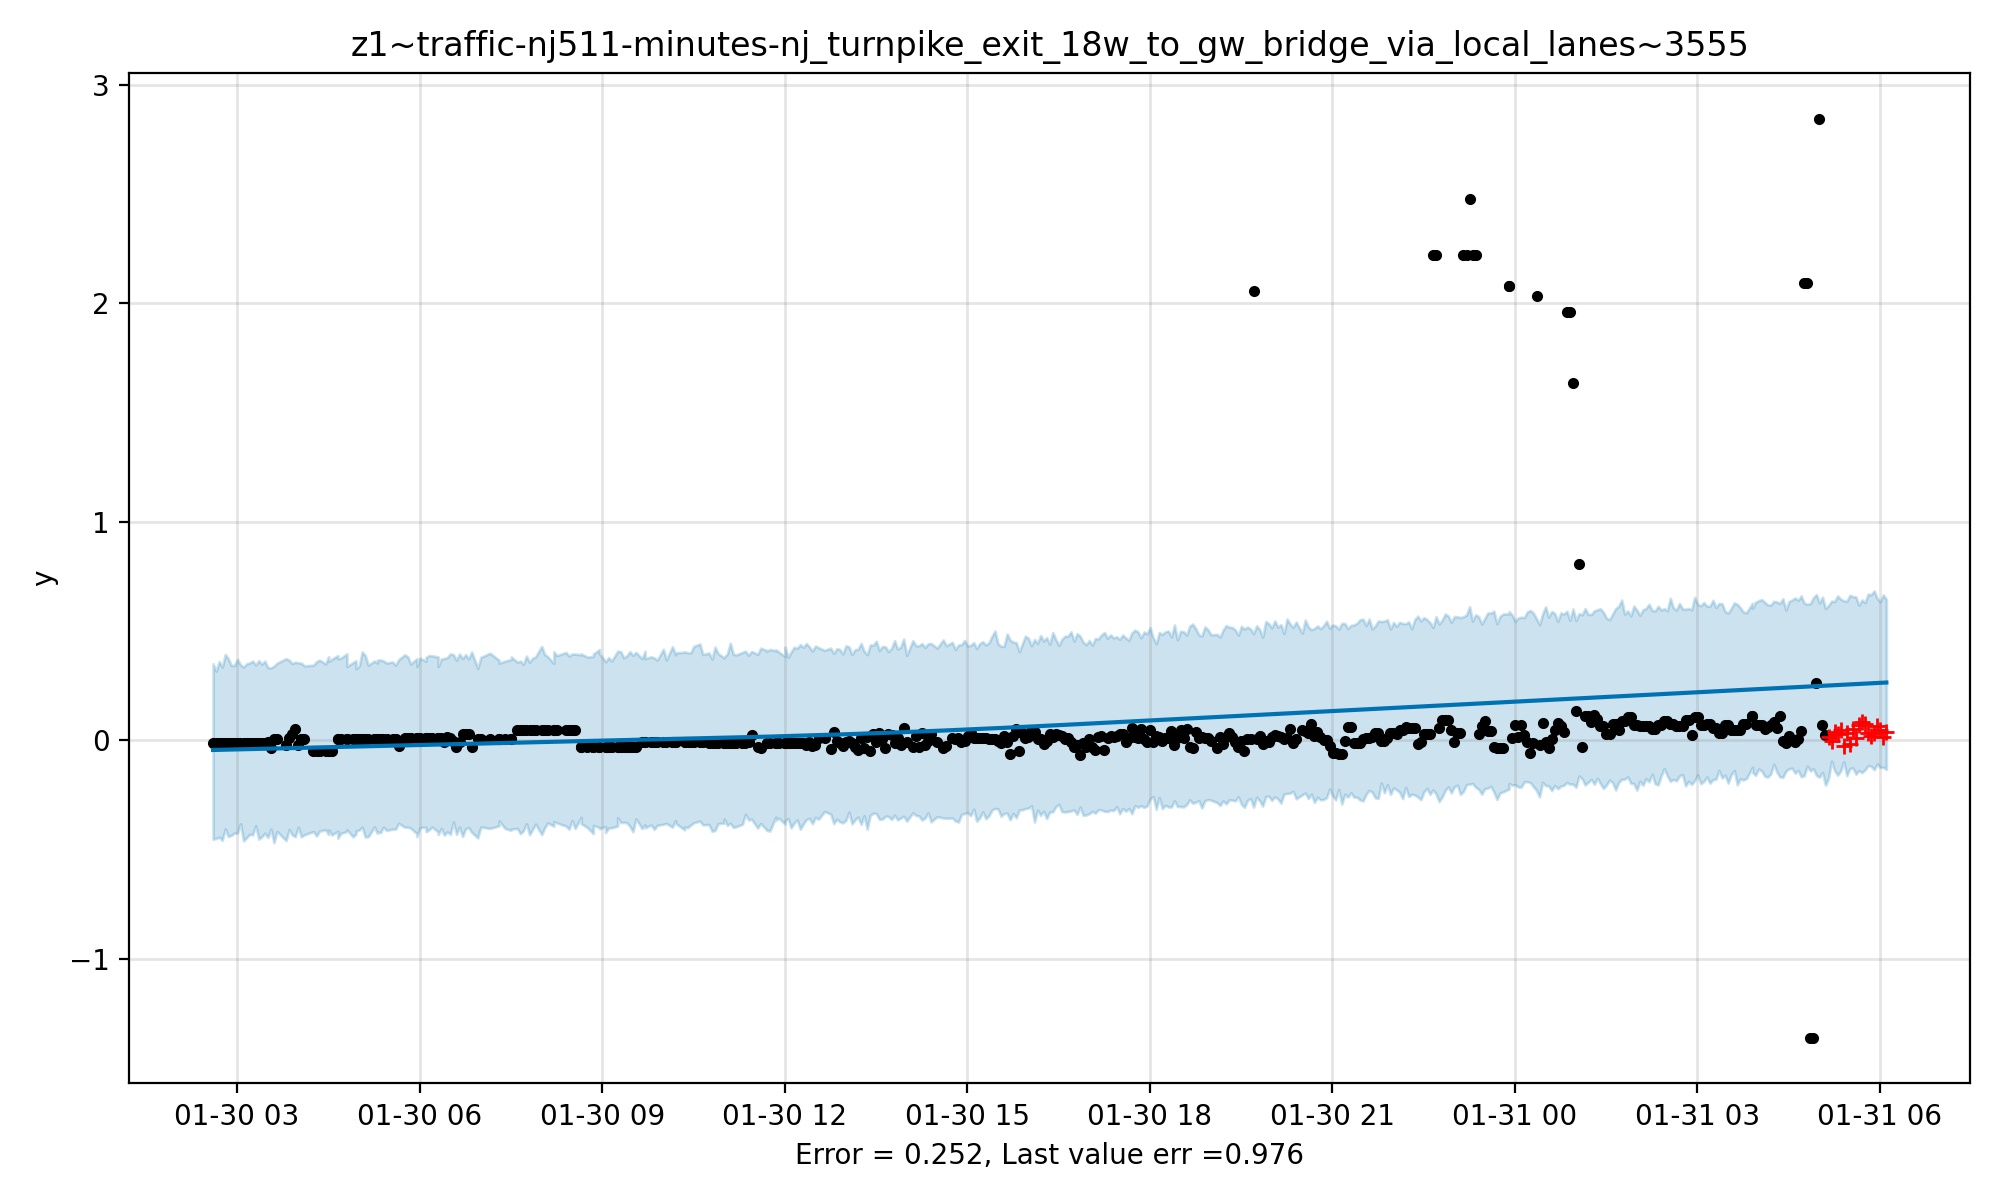 z1~traffic-nj511-minutes-nj_turnpike_exit_18w_to_gw_bridge_via_local_lanes~3555
3
2
1
0
−1
y
01-30 03 01-30 06 01-30 09 01-30 12 01-30 15 01-30 18 01-30 21 01-31 00 01-31 03 01-31 06
Error = 0.252, Last value err =0.976